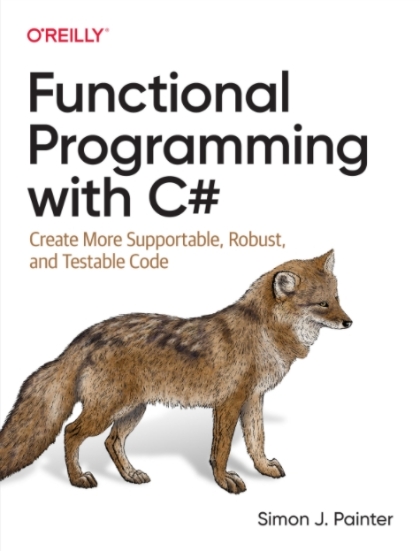 O'REILLY®
Functional
Programming
with C#
Create More Supportable, Robust,
and Testable Code
Simon J. Painter